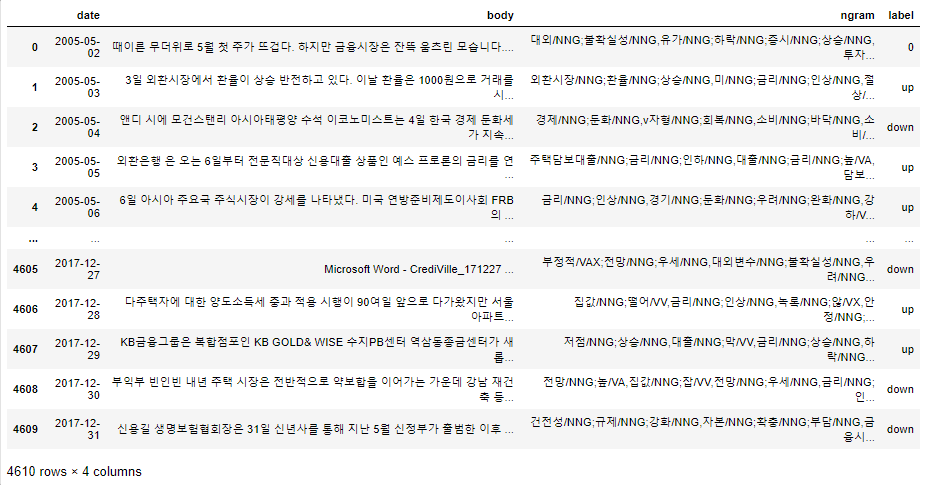 date body ngram label
0 2005-05-02 때이른 무더위로 5월 첫 주가 뜨겁다. 하지만 금융시장은 잔뜩 움츠린 모습니다.... 대외/NNG;불확실성/NNG,유가/NNG;하락/NNG;증시/NNG;상승/NNG,투자... 0
1 2005-05-03 3일 외환시장에서 환율이 상승 반전하고 있다. 이날 환율은 1000원으로 거래를 시... 외환시장/NNG;환율/NNG;상승/NNG,미/NNG;금리/NNG;인상/NNG,절상/... up
2 2005-05-04 앤디 시에 모건스탠리 아시아태평양 수석 이코노미스트는 4일 한국 경제 둔화세가 지속... 경제/NNG;둔화/NNG,v자형/NNG;회복/NNG,소비/NNG;바닥/NNG,소비/... down
3 2005-05-05 외환은행 은 오는 6일부터 전문직대상 신용대출 상품인 예스 프로론의 금리를 연 ... 주택담보대출/NNG;금리/NNG;인하/NNG,대출/NNG;금리/NNG;높/VA,담보... up
4 2005-05-06 6일 아시아 주요국 주식시장이 강세를 나타냈다. 미국 연방준비제도이사회 FRB의 ... 금리/NNG;인상/NNG,경기/NNG;둔화/NNG;우려/NNG;완화/NNG,강하/V... up
... ... ... ... ...
4605 2017-12-27 Microsoft Word - CrediVille_171227 ... 부정적/VAX;전망/NNG;우세/NNG,대외변수/NNG;불확실성/NNG,우려/NNG... down
4606 2017-12-28 다주택자에 대한 양도소득세 중과 적용 시행이 90여일 앞으로 다가왔지만 서울 아파트... 집값/NNG;떨어/VV,금리/NNG;인상/NNG,녹록/NNG;않/VX,안정/NNG;... up
4607 2017-12-29 KB금융그룹은 복합점포인 KB GOLD& WISE 수지PB센터 역삼동중금센터가 새롭... 저점/NNG;상승/NNG,대출/NNG;막/VV,금리/NNG;상승/NNG,하락/NNG... up
4608 2017-12-30 부익부 빈인빈 내년 주택 시장은 전반적으로 약보합을 이어가는 가운데 강남 재건축 등... 전망/NNG;높/VA,집값/NNG;잡/VV,전망/NNG;우세/NNG,금리/NNG;인... down
4609 2017-12-31 신용길 생명보험협회장은 31일 신년사를 통해 지난 5월 신정부가 출범한 이후 ... 건전성/NNG;규제/NNG;강화/NNG,자본/NNG;확충/NNG;부담/NNG,금융시... down
4610 rows × 4 columns